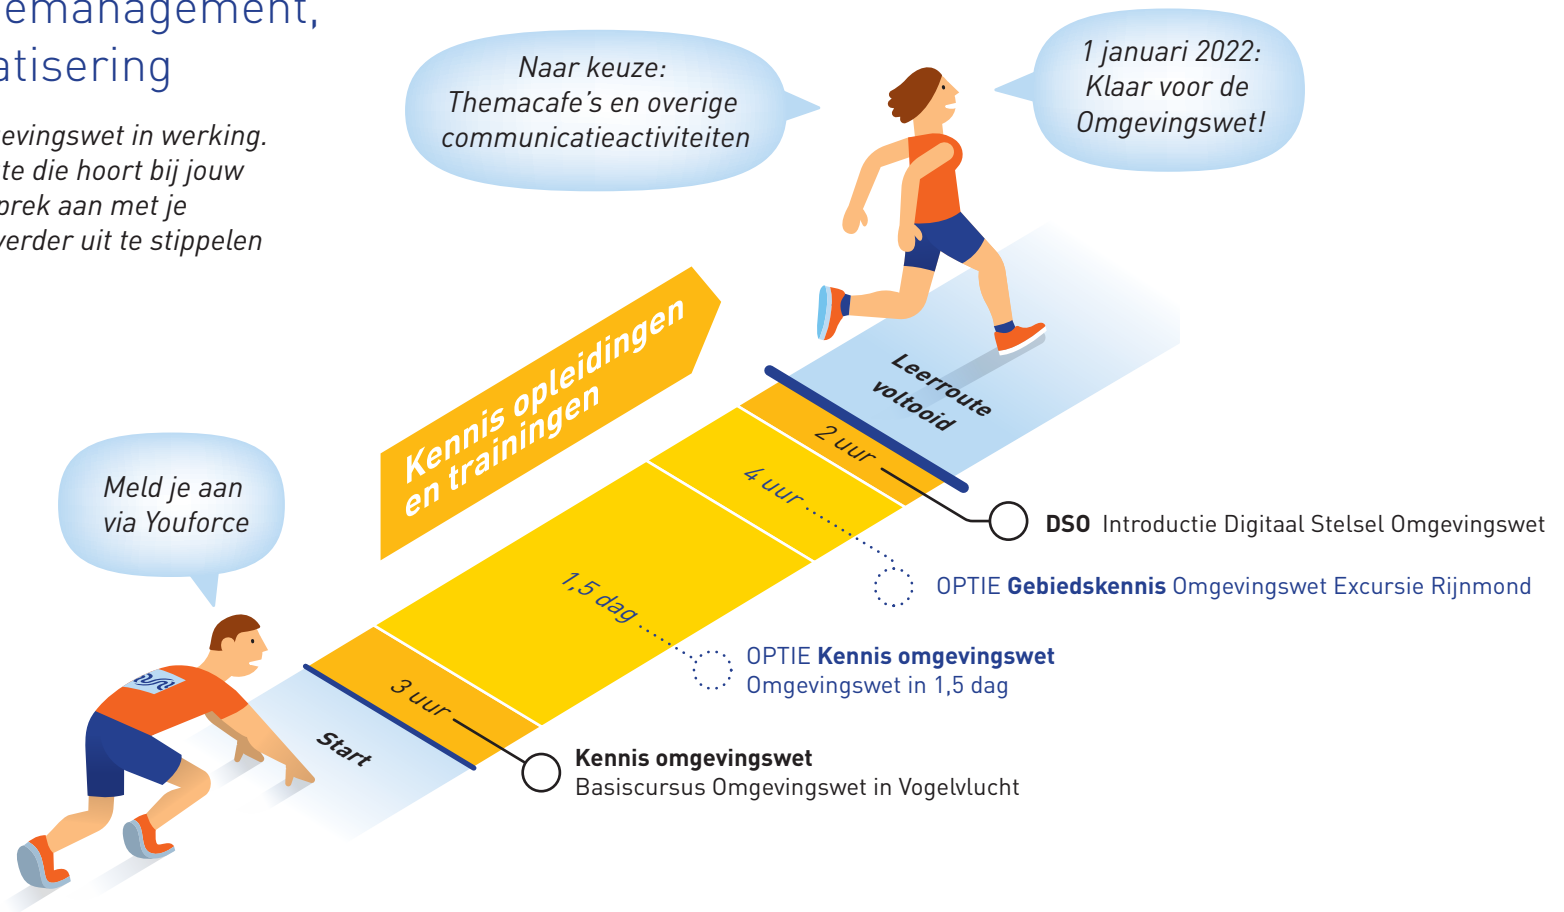 emanagement,
atisering
evingswet in werking.
te die hoort bij jouw
prek aan met je
verder uit te stippelen
Naar keuze:
Themacafe's en overige
communicatieactiviteiten
1 januari 2022:
Klaar voor de
Omgevingswet!
Kennis opleidingen
en trainingen
Meld je aan
via Youforce
Leerroute
voltooid
2 uur
DSO Introductie Digitaal Stelsel Omgevingswet
4 uur
OPTIE Gebiedskennis Omgevingswet Excursie Rijnmond
1,5 dag
OPTIE Kennis omgevingswet
Omgevingswet in 1,5 dag
3 uur
Kennis omgevingswet
Basiscursus Omgevingswet in Vogelvlucht
Start